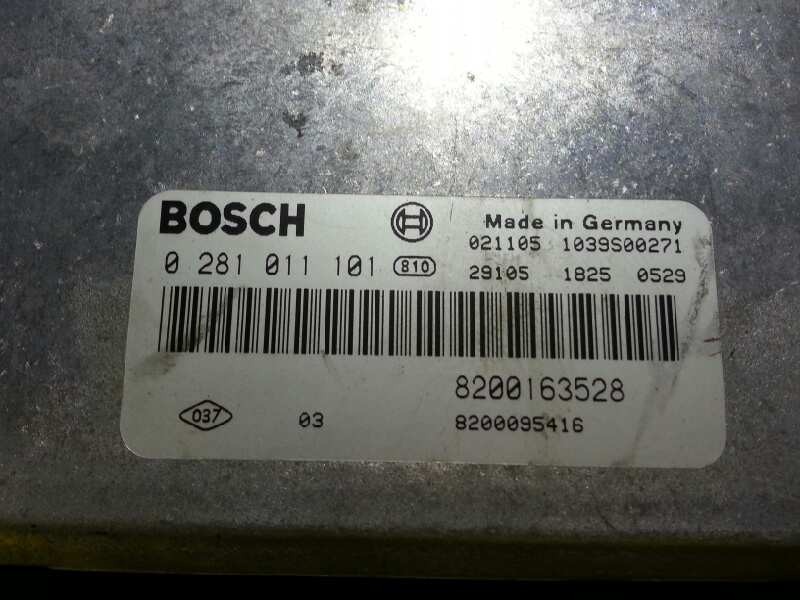 BOSCH
Made in Germany
021105 1039S00271
0 281 011 101 810
29105 1825 0529
8200163528
037 03 8200095416